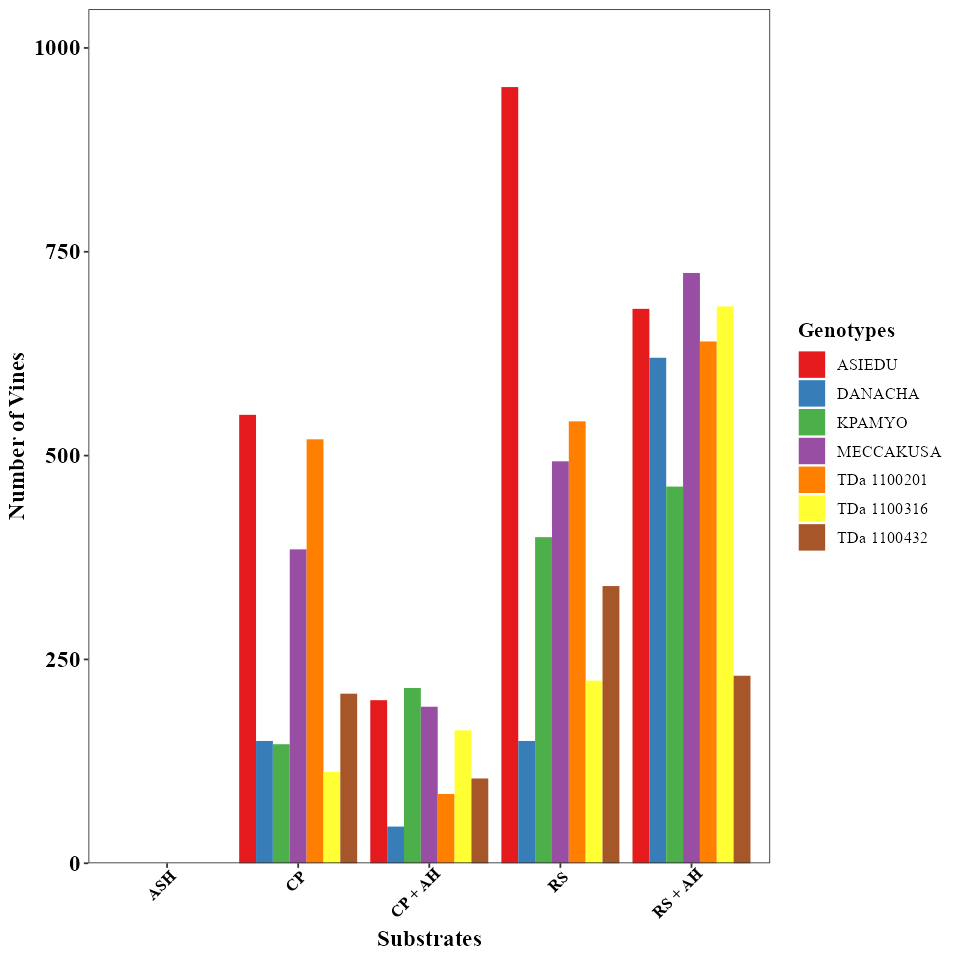 1000
750
500
250
0
Number of Vines
ASH
CP
CP + AH
RS
RS + AH
Substrates
Genotypes
ASIEDU
DANACHA
KPAMYO
MECCAKUSA
TDa 1100201
TDa 1100316
TDa 1100432